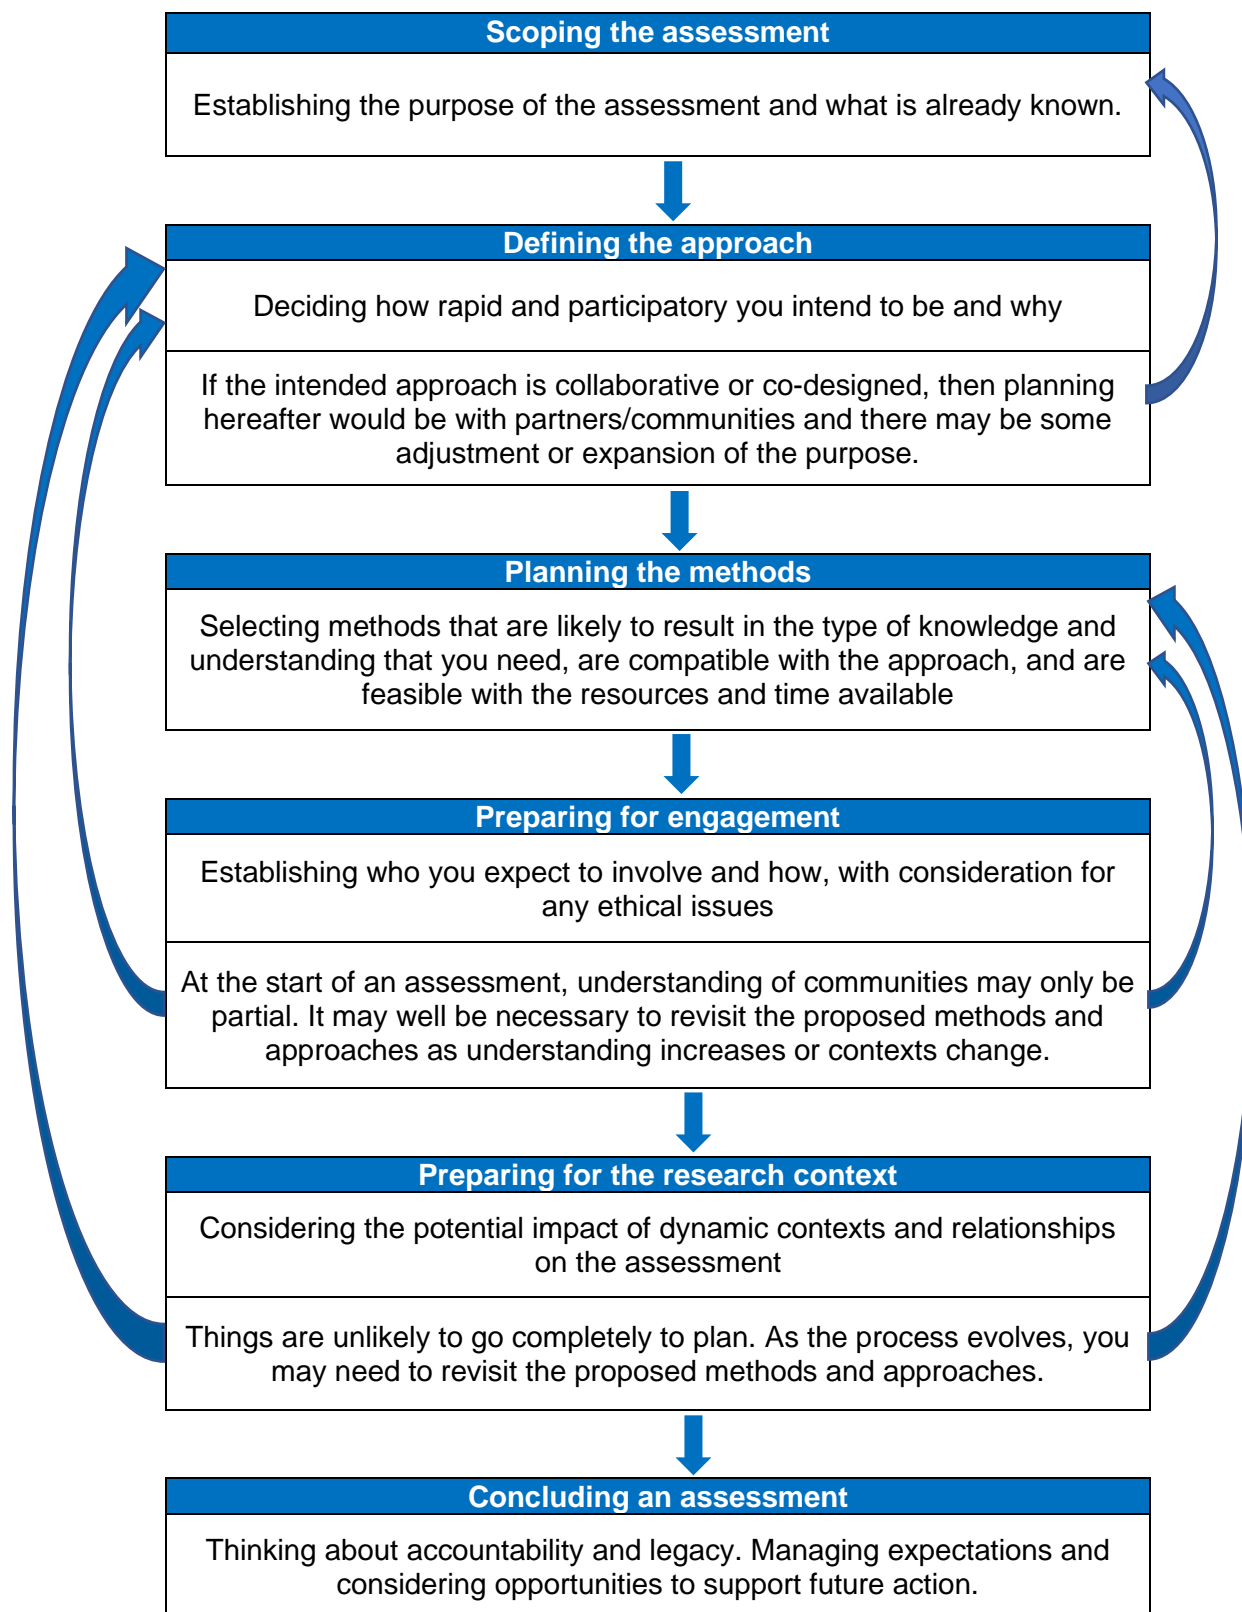 Scoping the assessment
Establishing the purpose of the assessment and what is already known.
Defining the approach
Deciding how rapid and participatory you intend to be and why
If the intended approach is collaborative or co-designed, then planning
hereafter would be with partners/communities and there may be some
adjustment or expansion of the purpose.
Planning the methods
Selecting methods that are likely to result in the type of knowledge and
understanding that you need, are compatible with the approach, and are
feasible with the resources and time available
Preparing for engagement
Establishing who you expect to involve and how, with consideration for
any ethical issues
At the start of an assessment, understanding of communities may only be
partial. It may well be necessary to revisit the proposed methods and
approaches as understanding increases or contexts change.
Preparing for the research context
Considering the potential impact of dynamic contexts and relationships
on the assessment
Things are unlikely to go completely to plan. As the process evolves, you
may need to revisit the proposed methods and approaches.
Concluding an assessment
Thinking about accountability and legacy. Managing expectations and
considering opportunities to support future action.